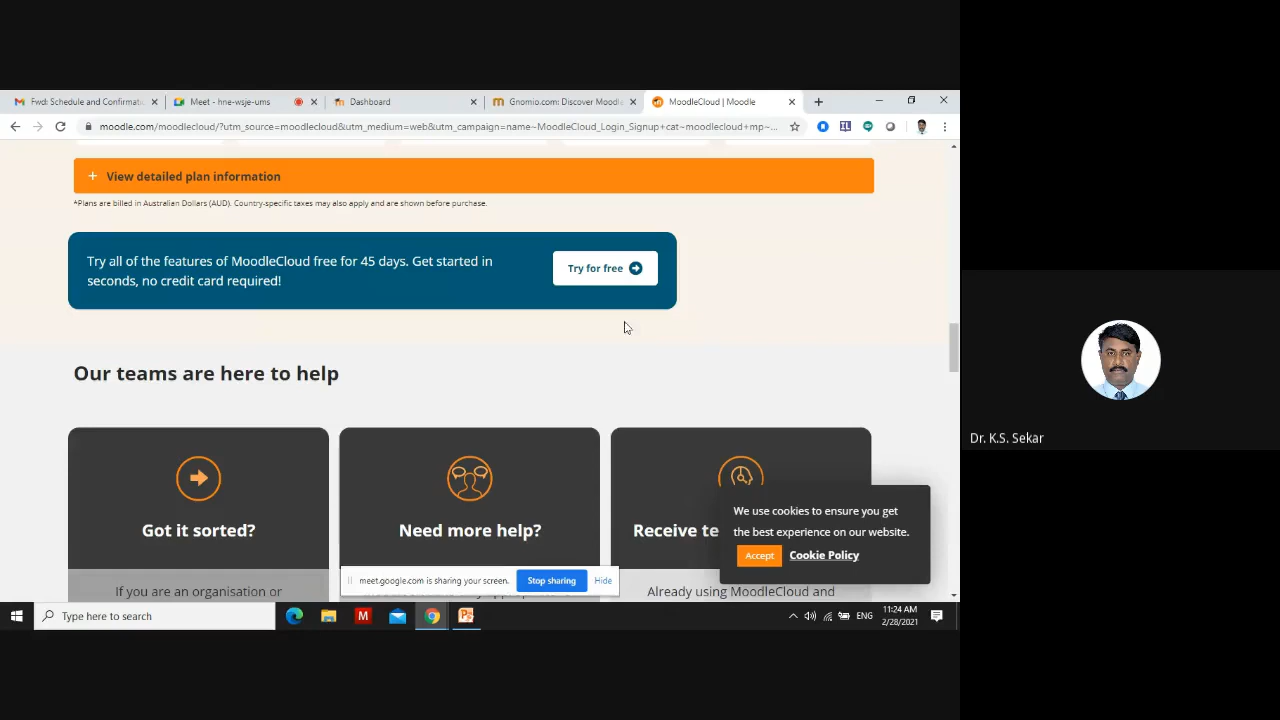 Fwd: Schedule and Confirmati
Meet - hne-wsje-ums
Dashboard
Gnomio.com: Discover Moodl
MoodleCloud | Moodle
moodle.com/moodlecloud/?utm_source=moodlecloud&utm_medium=web&utm_campaign=name~MoodleCloud_Login_Signup+cat~moodlecloud+mp~...
+ View detailed plan information
*Plans are billed in Australian Dollars (AUD). Country-specific taxes may also apply and are shown before purchase.
Try all of the features of MoodleCloud free for 45 days. Get started in
seconds, no credit card required!
Try for free
Our teams are here to help
Got it sorted?
Need more help?
Receive te
If you are an organisation or
Already using MoodleCloud and
We use cookies to ensure you get
the best experience on our website.
Accept
Cookie Policy
meet.google.com is sharing your screen.
Stop sharing
Hide
Type here to search
ENG
11:24 AM
2/28/2021
Dr. K.S. Sekar